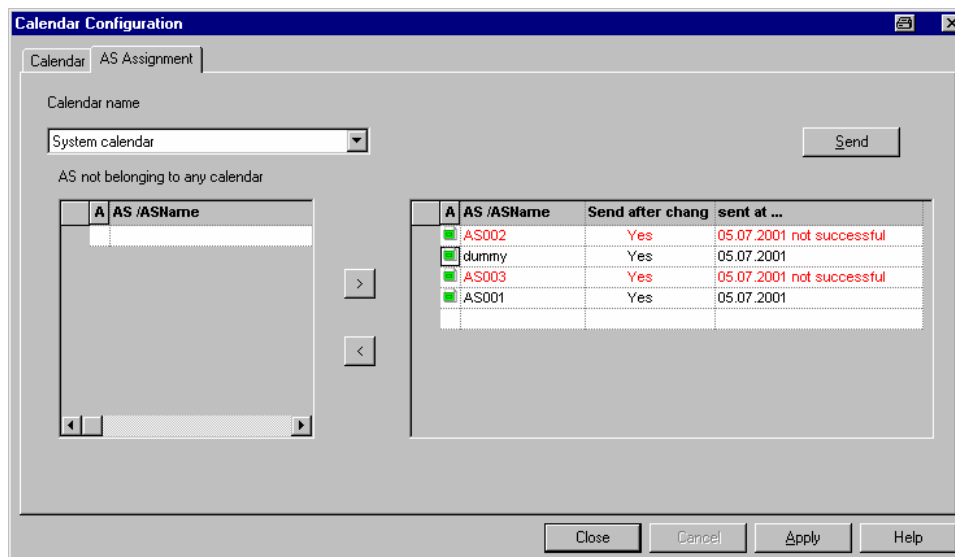 Calendar Configuration
Calendar AS Assignment
Calendar name
System calendar
Send
AS not belonging to any calendar
A AS /ASName
A AS /ASName Send after chang sent at ...
AS002 Yes 05.07.2001 not successful
dummy Yes 05.07.2001
AS003 Yes 05.07.2001 not successful
AS001 Yes 05.07.2001
>
<
Close Cancel Apply Help